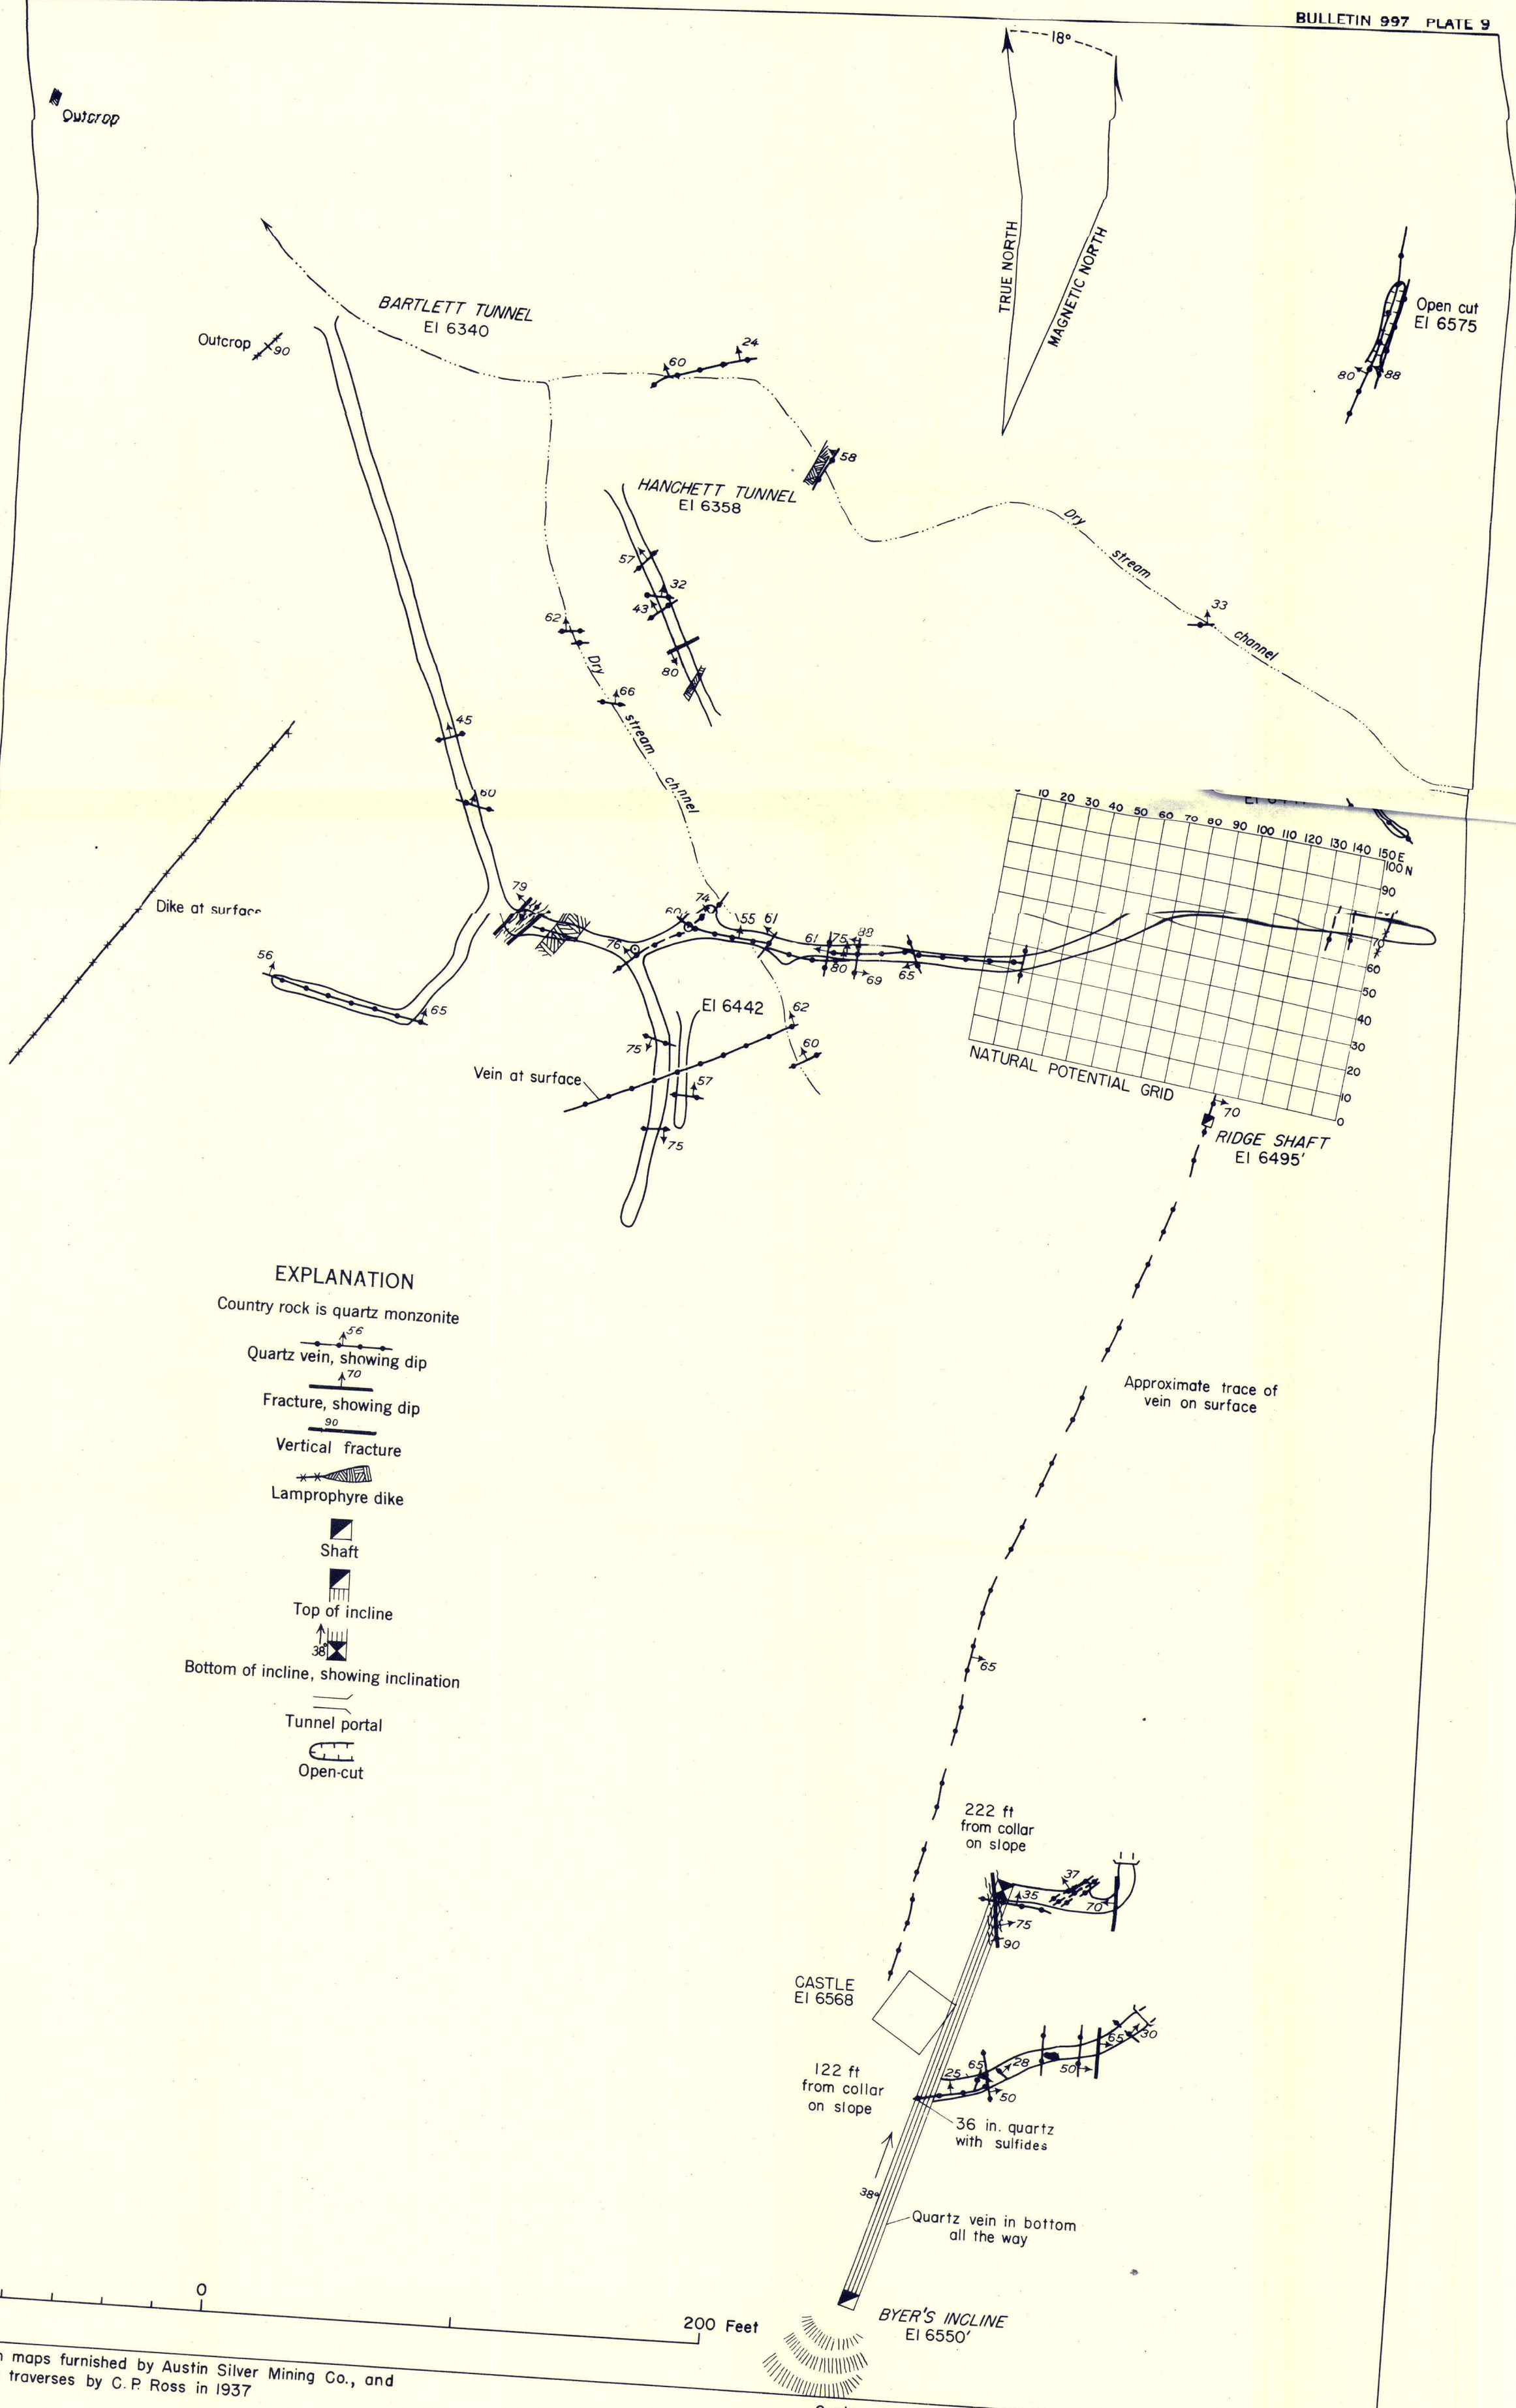 BULLETIN 997 PLATE 9
18°
Outcrop
TRUE NORTH
MAGNETIC NORTH
BARTLETT TUNNEL
El 6340
Outcrop
90
60
24
Open cut
El 6575
80
88
58
HANCHETT TUNNEL
El 6358
Dry
stream
channel
57
32
43
80
33
62
Dry
66
stream
chnnel
45
60
0 10 20 30 40 50 60 70 80 90 100 110 120 130 140 150 E
100 N
90
70
60
50
40
30
20
10
0
Dike at surface
79
74
60
76
55
61
61
75
88
80
69
65
56
65
El 6442
62
60
75
Vein at surface
57
75
NATURAL POTENTIAL GRID
70
RIDGE SHAFT
El 6495'
EXPLANATION
Country rock is quartz monzonite
56
Quartz vein, showing dip
70
Fracture, showing dip
90
Vertical fracture
Lamprophyre dike
Shaft
Top of incline
38°
Bottom of incline, showing inclination
Tunnel portal
Open-cut
Approximate trace of
vein on surface
65
222 ft
from collar
on slope
37
35
70
75
90
CASTLE
El 6568
122 ft
from collar
on slope
25
65
28
50
50
65
30
36 in. quartz
with sulfides
38°
Quartz vein in bottom
all the way
BYER'S INCLINE
El 6550'
0
200 Feet
maps furnished by Austin Silver Mining Co., and
traverses by C. P. Ross in 1937